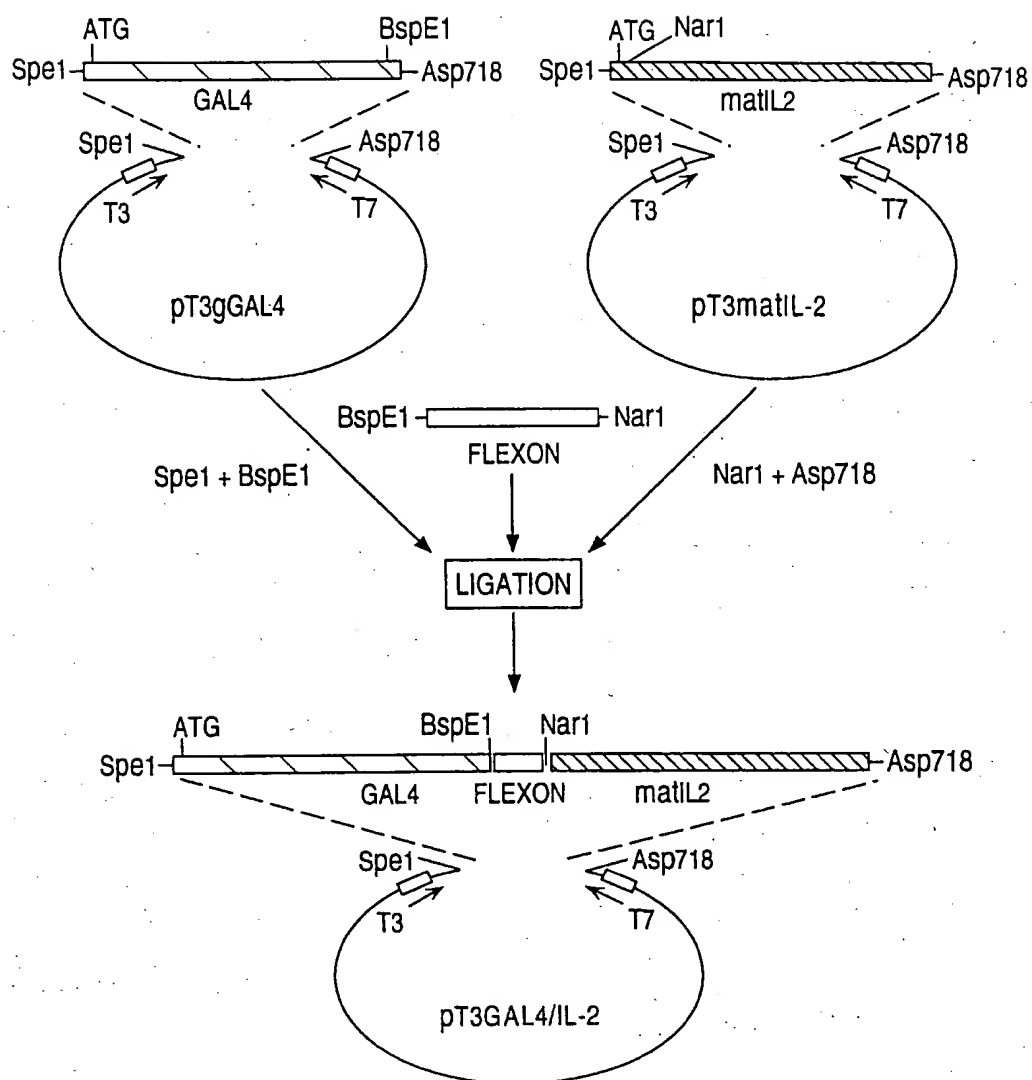 ATG BspE1
Spe1 Asp718
GAL4
Spe1 Asp718
T3 T7
pT3gGAL4
ATG Nar1
Spe1 Asp718
matIL2
Spe1 Asp718
T3 T7
pT3matIL-2
BspE1 Nar1
FLEXON
Spe1 + BspE1
Nar1 + Asp718
LIGATION
ATG BspE1 Nar1
Spe1 Asp718
GAL4 FLEXON matIL2
Spe1 Asp718
T3 T7
pT3GAL4/IL-2